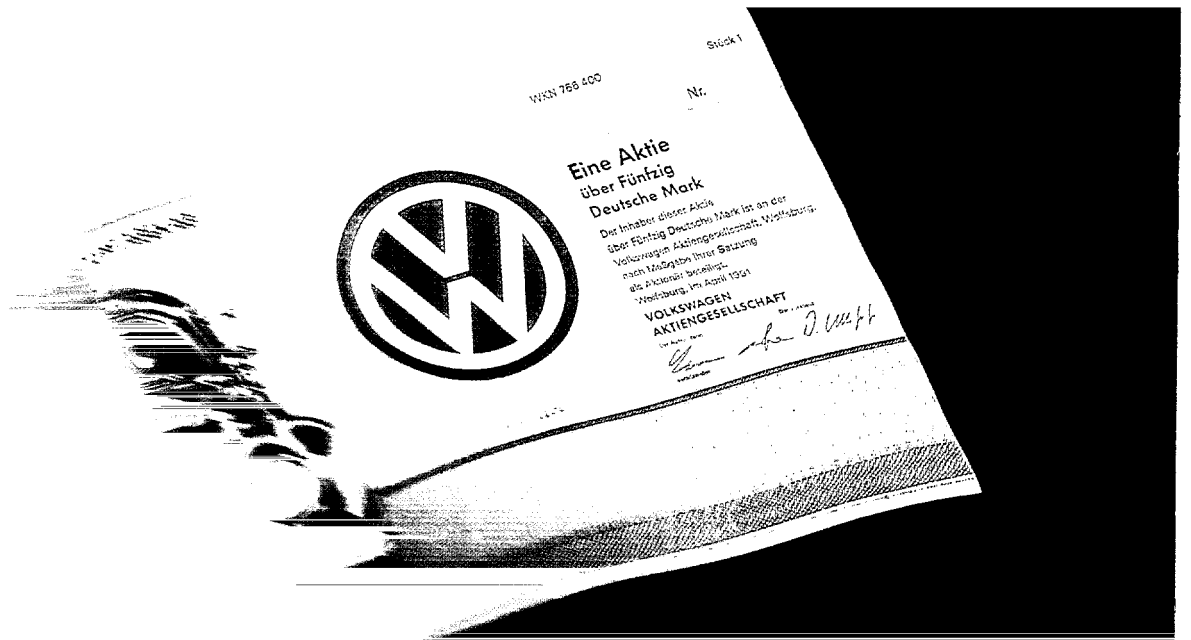 Stück 1
WKN 766 400
Nr.
Eine Aktie
über Fünfzig
Deutsche Mark
Der Inhaber dieser Aktie
über Fünfzig Deutsche Mark ist an der
Volkswagen Aktiengesellschaft, Wolfsburg,
nach Maßgabe ihrer Satzung
als Aktionär beteiligt.
Wolfsburg, im April 1991
VOLKSWAGEN
AKTIENGESELLSCHAFT